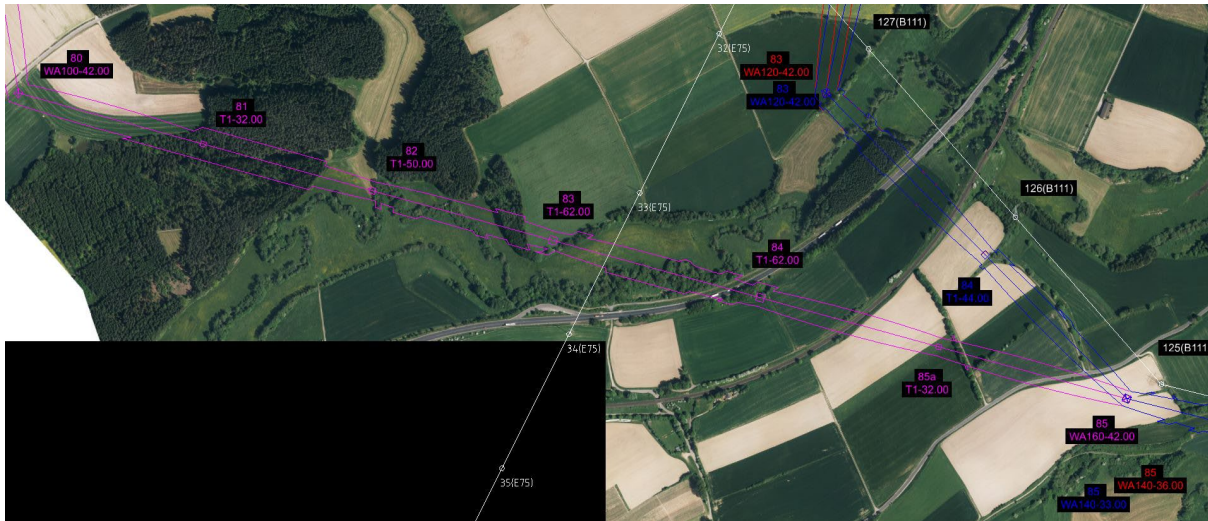 127(B111)
32(E75)
80
WA100-42.00
83
WA120-42.00
83
WA120-42.00
81
T1-32.00
82
T1-50.00
126(B111)
83
T1-62.00
33(E75)
84
T1-62.00
84
T1-44.00
34(E75)
125(B111
85a
T1-32.00
85
WA160-42.00
85
WA140-36.00
35(E75)
85
WA140-33.00